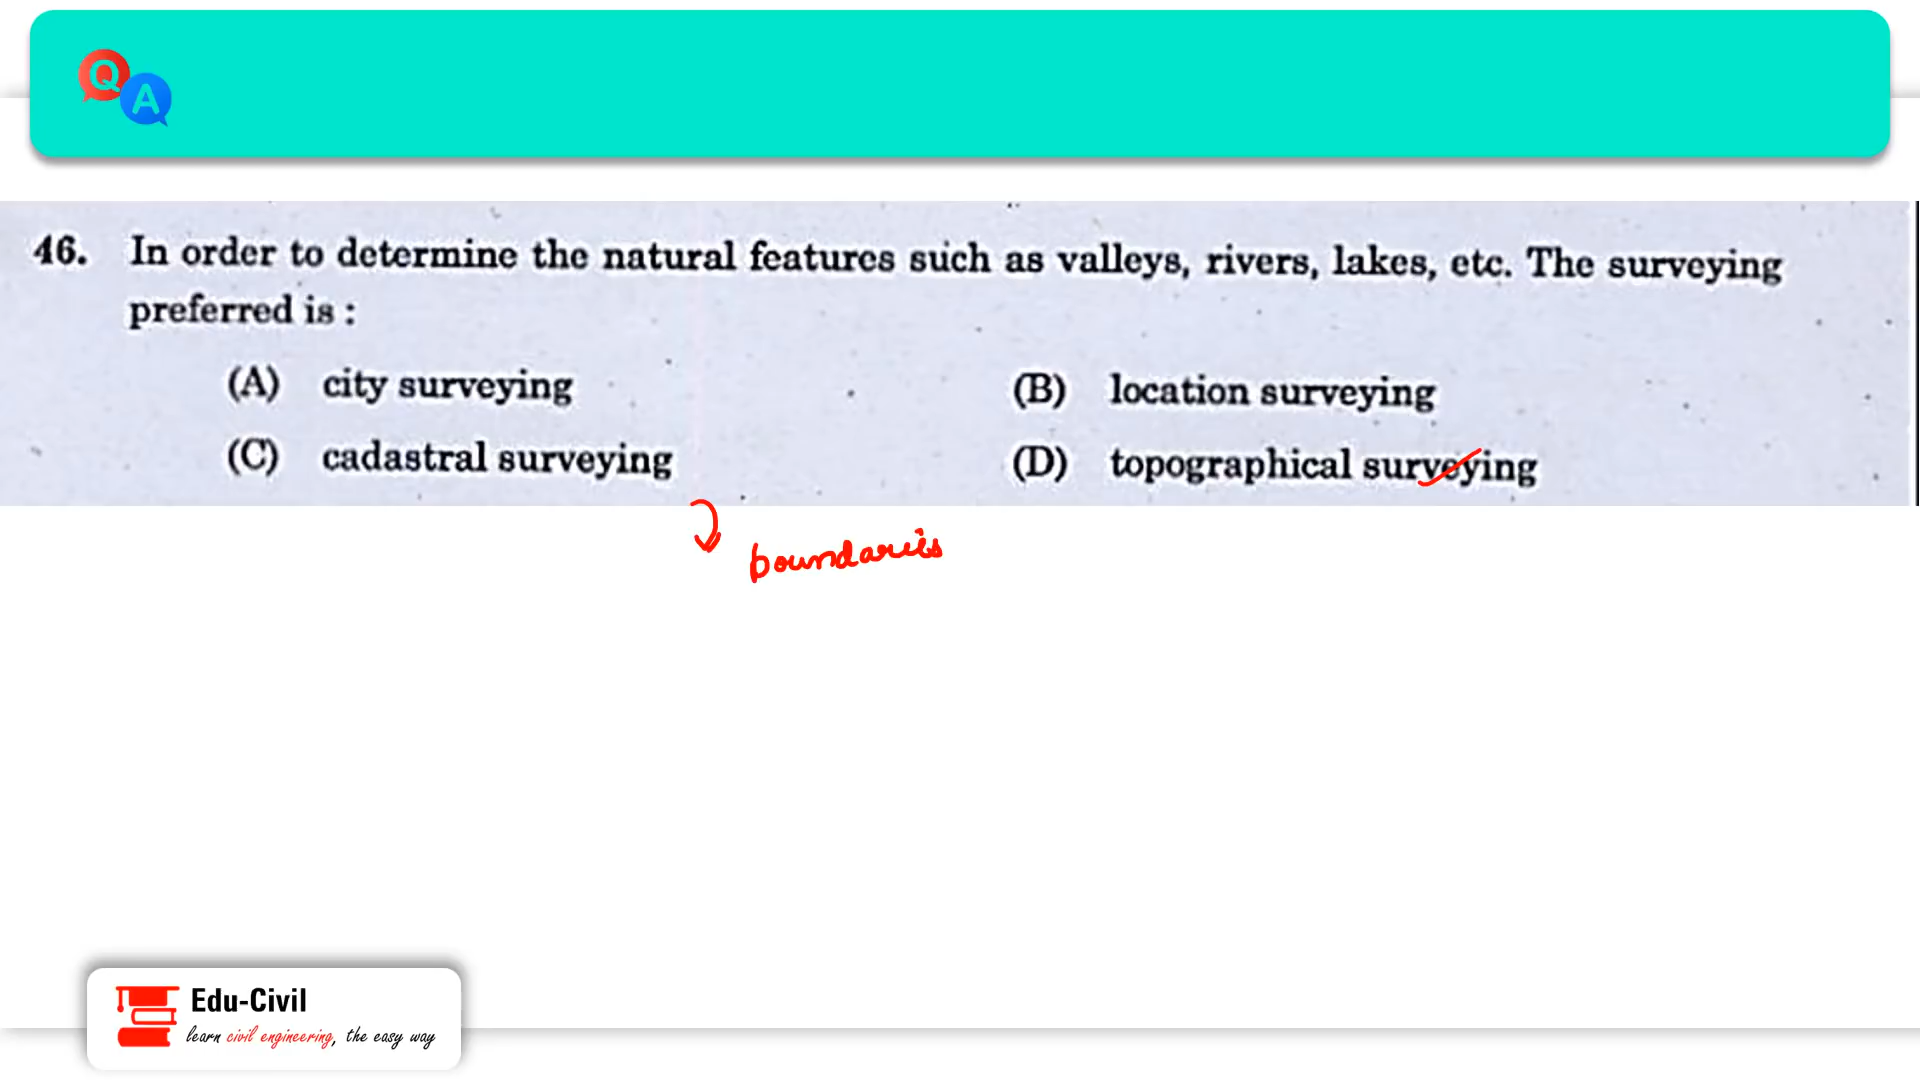 Q
A
46. In order to determine the natural features such as valleys, rivers, lakes, etc. The surveying
preferred is :
(A) city surveying
(B) location surveying
(C) cadastral surveying
(D) topographical surveying
boundaries
Edu-Civil
learn civil engineering, the easy way